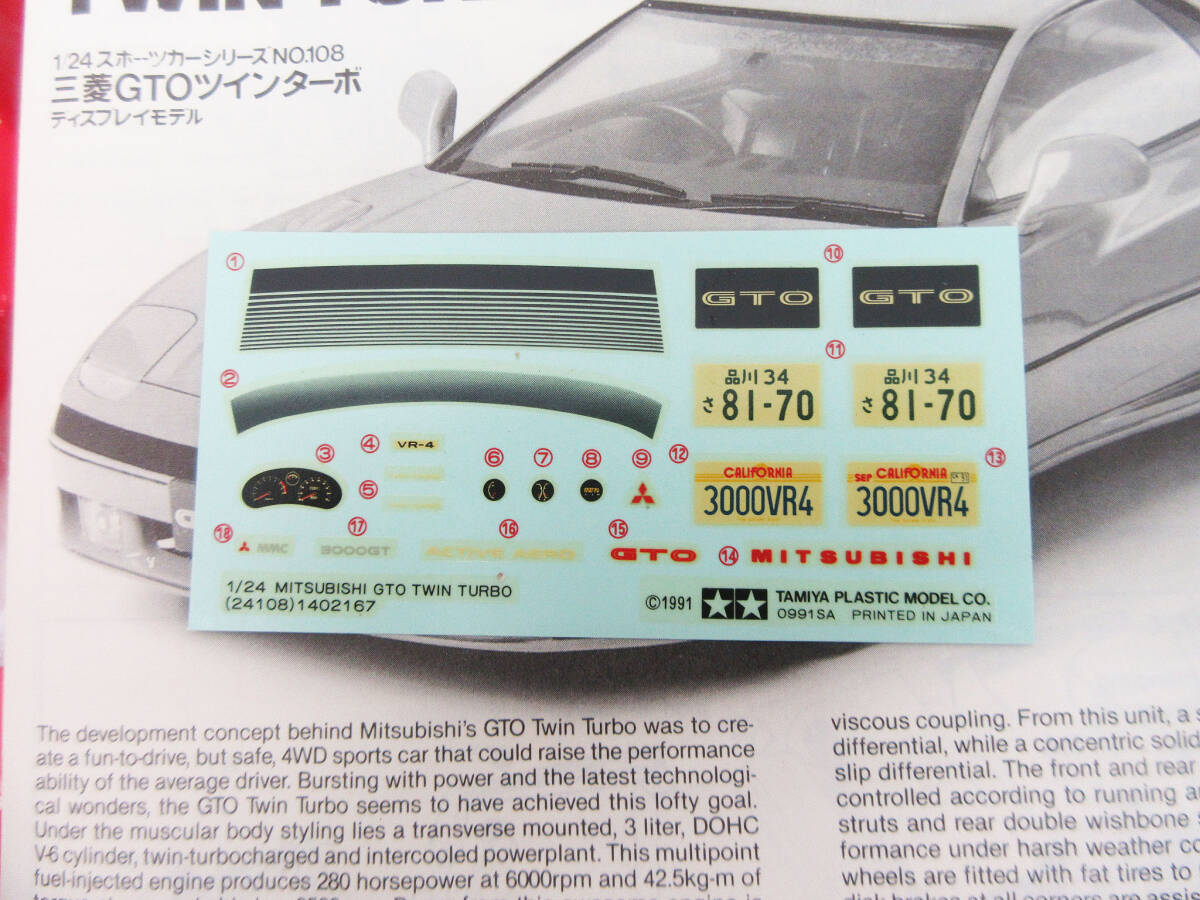 1/24 スポーツカーシリーズ NO.108
三菱GTOツインターボ
ディスプレイモデル
①
⑩
GTO
GTO
⑪
品川 34
さ 81-70
品川 34
さ 81-70
②
③
④
VR-4
⑤
⑥
⑦
⑧
⑨
⑫
CALIFORNIA
3000VR4
⑬
SEP CALIFORNIA
3000VR4
⑱
MMC
⑰
3000GT
⑯
ACTIVE AERO
⑮
GTO
⑭
MITSUBISHI
1/24 MITSUBISHI GTO TWIN TURBO
(24108)1402167
©1991
TAMIYA PLASTIC MODEL CO.
0991SA PRINTED IN JAPAN
The development concept behind Mitsubishi's GTO Twin Turbo was to cre-
ate a fun-to-drive, but safe, 4WD sports car that could raise the performance
ability of the average driver. Bursting with power and the latest technologi-
cal wonders, the GTO Twin Turbo seems to have achieved this lofty goal.
Under the muscular body styling lies a transverse mounted, 3 liter, DOHC
V-6 cylinder, twin-turbocharged and intercooled powerplant. This multipoint
fuel-injected engine produces 280 horsepower at 6000rpm and 42.5kg-m of
viscous coupling. From this unit, a
differential, while a concentric solid
slip differential. The front and rear
controlled according to running
struts and rear double wishbone
formance under harsh weather
wheels are fitted with fat tires to